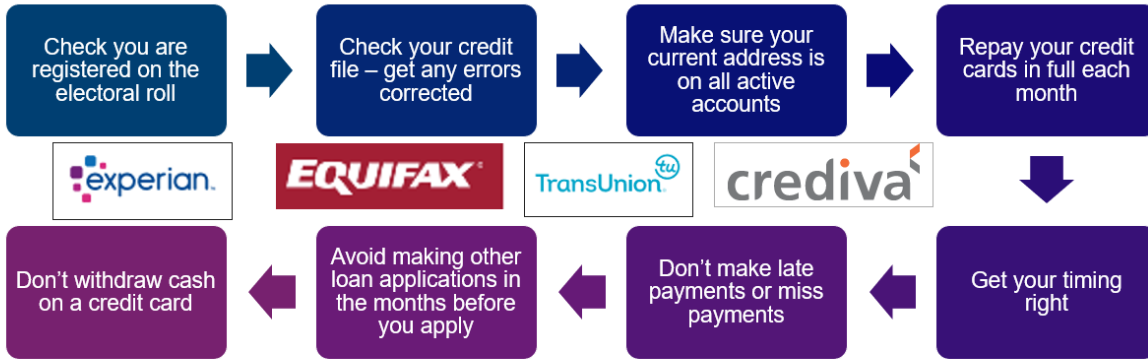 Check you are
registered on the
electoral roll
Check your credit
file – get any errors
corrected
Make sure your
current address is
on all active
accounts
Repay your credit
cards in full each
month
experian.
EQUIFAX
TransUnion
tu
crediva
Get your timing
right
Don’t make late
payments or miss
payments
Avoid making other
loan applications in
the months before
you apply
Don’t withdraw cash
on a credit card